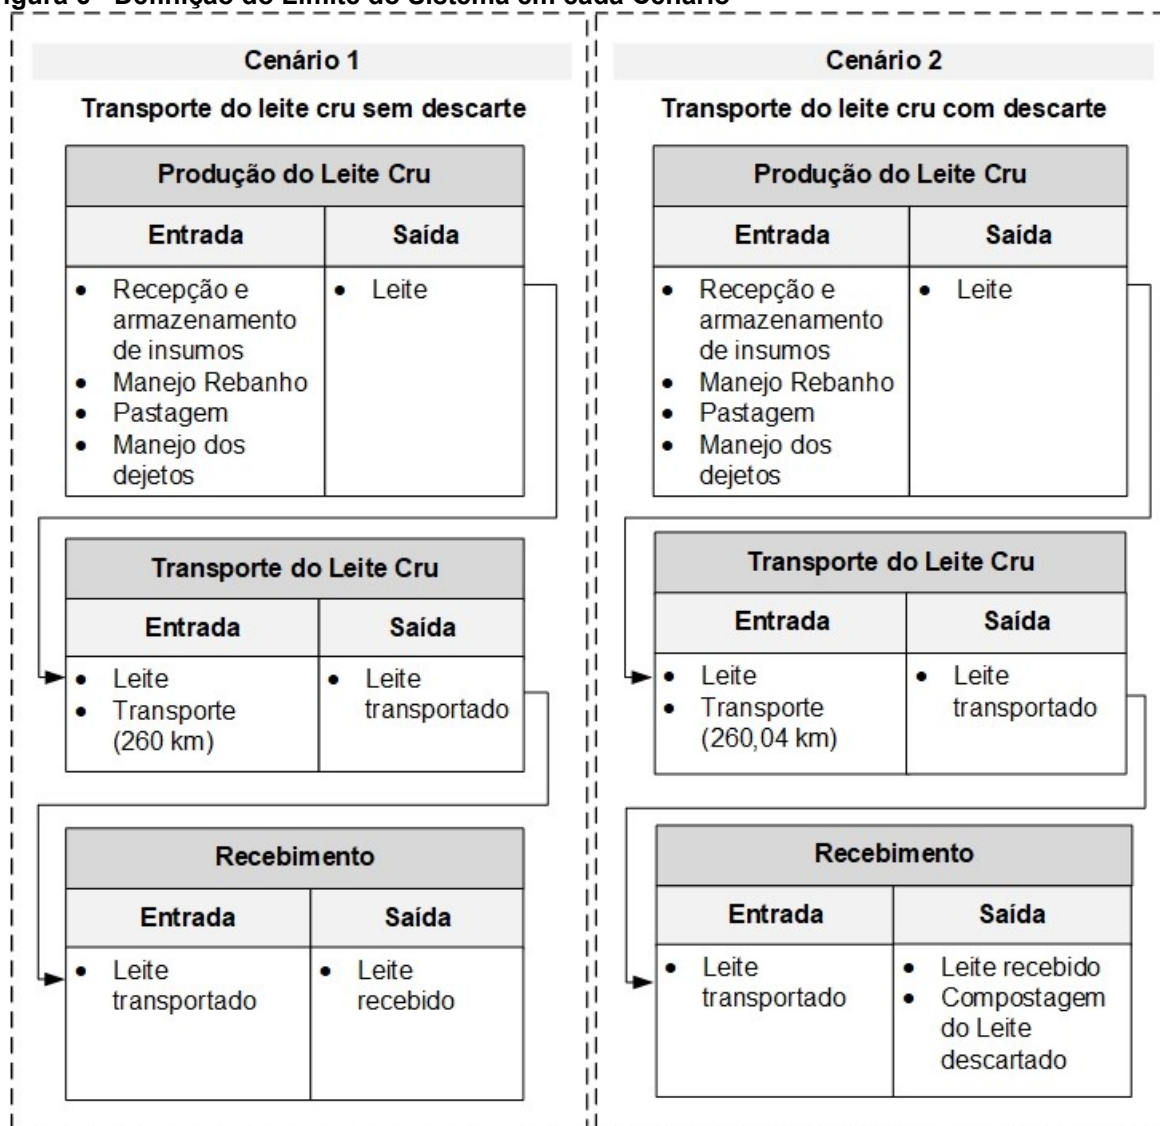 Cenário 1
Transporte do leite cru sem descarte
Produção do Leite Cru
Entrada
Saída
• Recepção e
armazenamento
de insumos
• Manejo Rebanho
• Pastagem
• Manejo dos
dejetos
• Leite
Transporte do Leite Cru
Entrada
Saída
• Leite
• Transporte
(260 km)
• Leite
transportado
Recebimento
Entrada
Saída
• Leite
transportado
• Leite
recebido
Cenário 2
Transporte do leite cru com descarte
Produção do Leite Cru
Entrada
Saída
• Recepção e
armazenamento
de insumos
• Manejo Rebanho
• Pastagem
• Manejo dos
dejetos
• Leite
Transporte do Leite Cru
Entrada
Saída
• Leite
• Transporte
(260,04 km)
• Leite
transportado
Recebimento
Entrada
Saída
• Leite
transportado
• Leite recebido
• Compostagem
do Leite
descartado